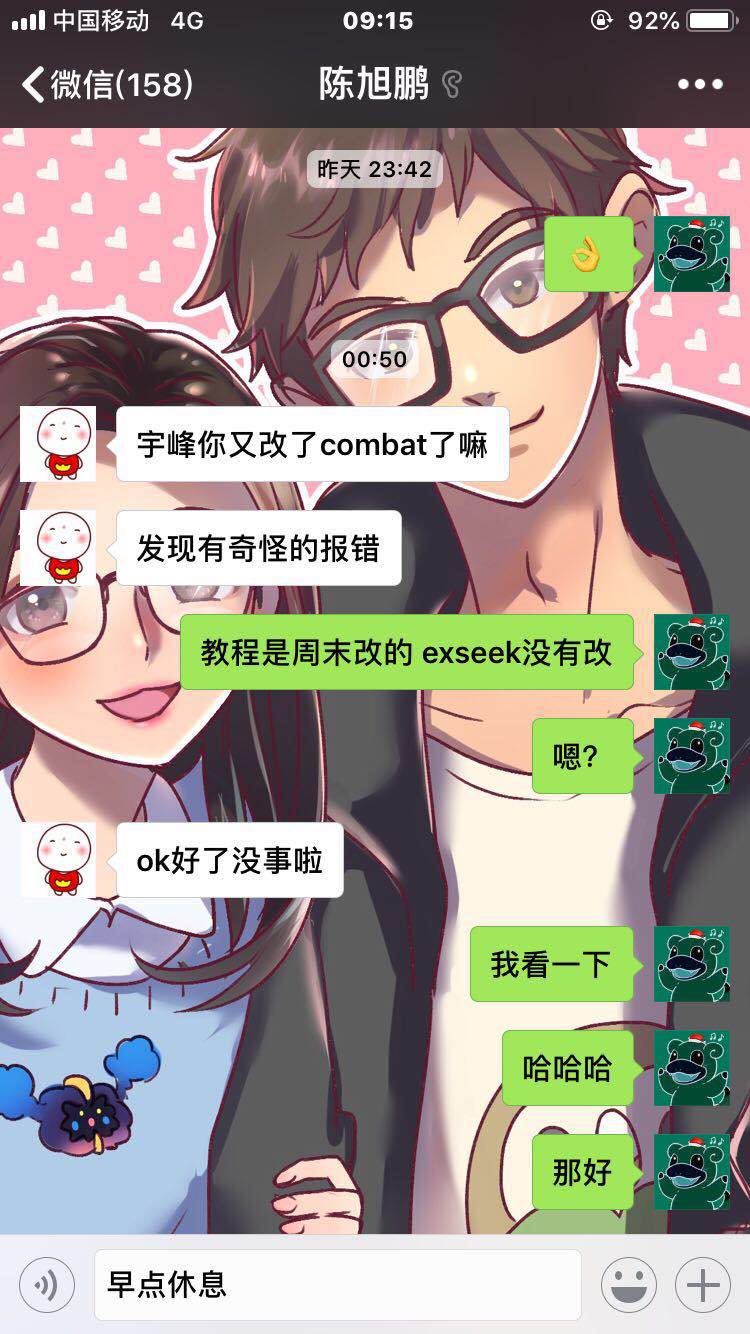 中国移动 4G 09:15 92%
微信(158) 陈旭鹏
昨天 23:42
👌
00:50
宇峰你又改了combat了嘛
发现有奇怪的报错
教程是周末改的 exseek没有改
嗯?
ok好了没事啦
我看一下
哈哈哈
那好
早点休息